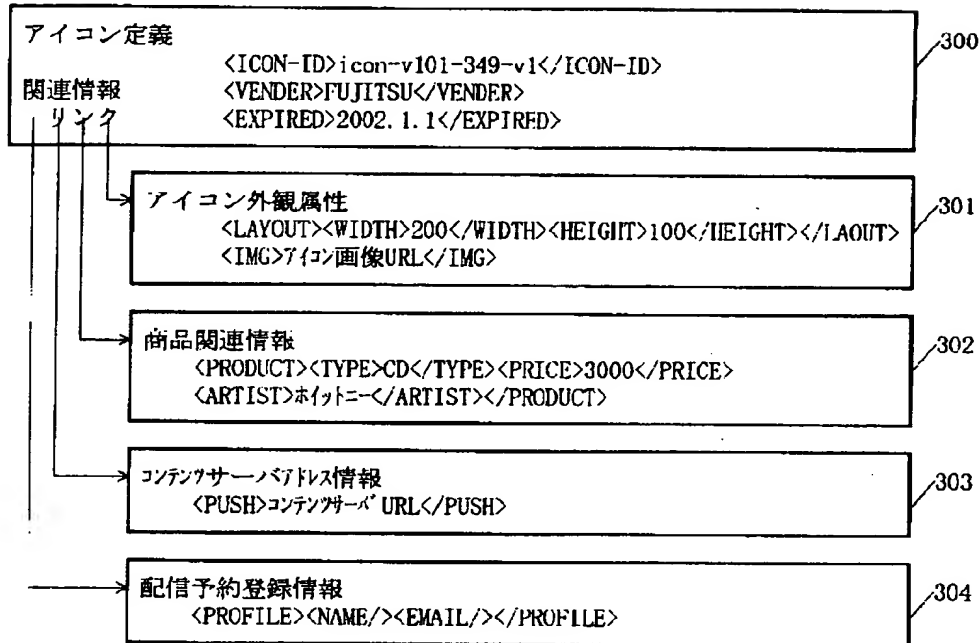 アイコン定義
300
<ICON-ID>icon-v101-349-v1</ICON-ID>
関連情報
<VENDER>FUJITSU</VENDER>
リンク
<EXPIRED>2002.1.1</EXPIRED>
アイコン外観属性
301
<LAYOUT><WIDTH>200</WIDTH><HEIGHT>100</HEIGHT></LAOUT>
<IMG>アイコン画像URL</IMG>
商品関連情報
302
<PRODUCT><TYPE>CD</TYPE><PRICE>3000</PRICE>
<ARTIST>ホイットニー</ARTIST></PRODUCT>
コンテンツサーバアドレス情報
303
<PUSH>コンテンツサーバURL</PUSH>
配信予約登録情報
304
<PROFILE><NAME/><EMAIL/></PROFILE>